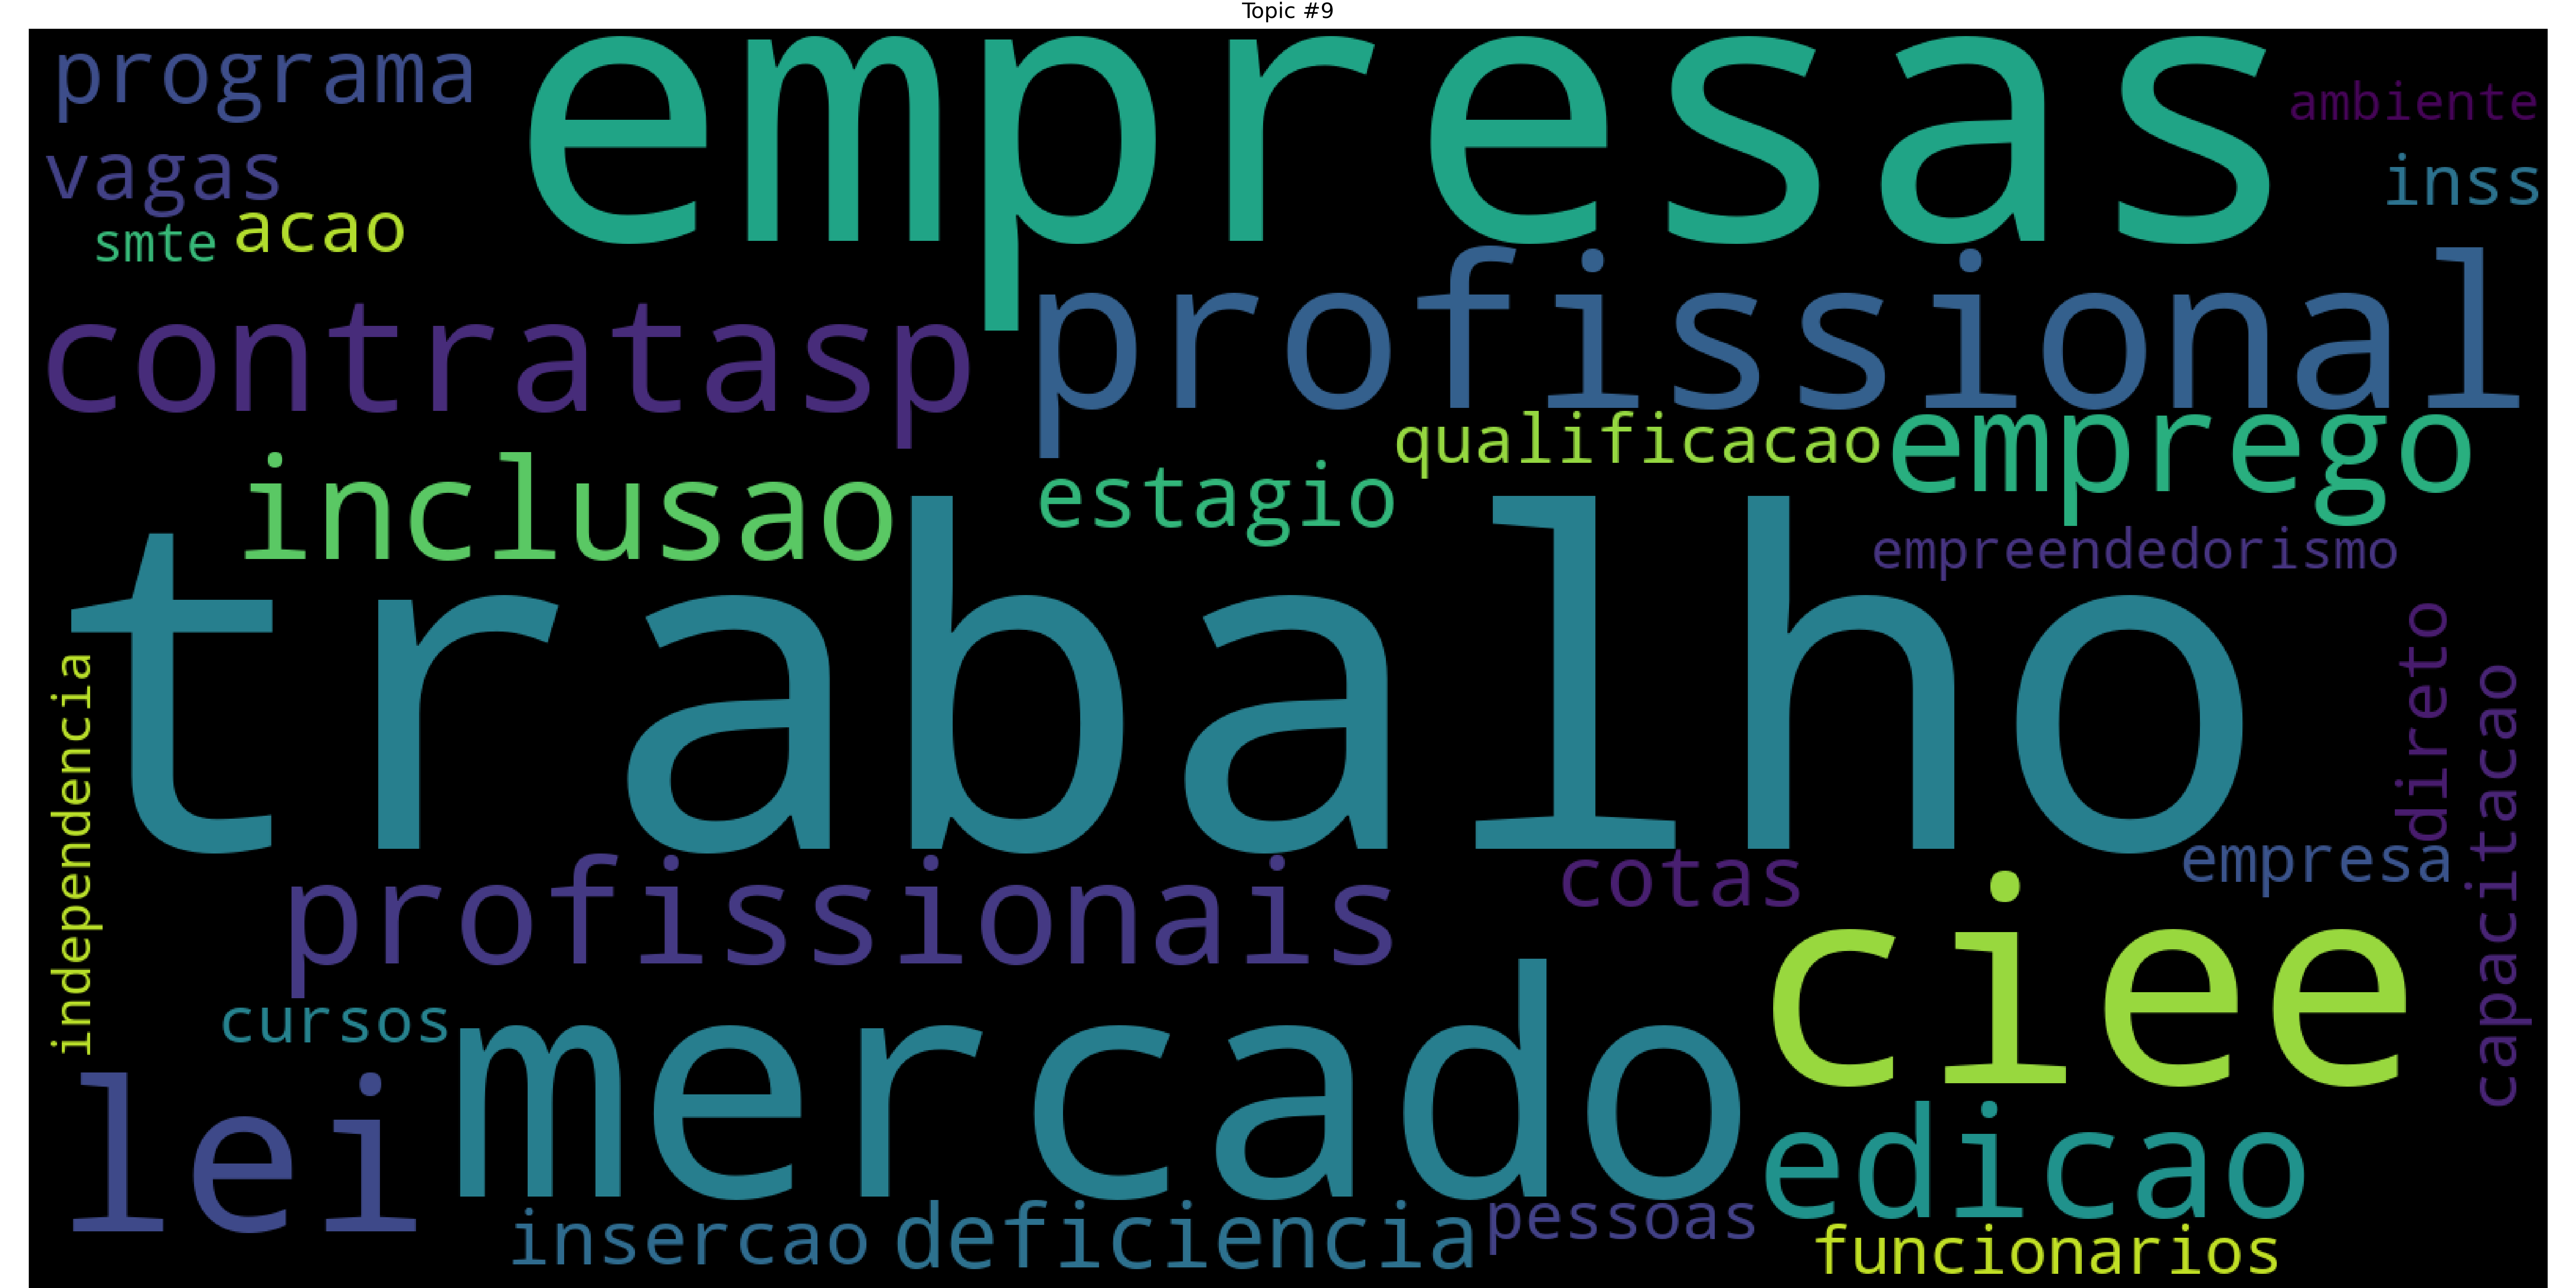 Topic #9
programa
empresas
ambiente
vagas
inss
smte
acao
contratasp
profissional
qualificacao
emprego
inclusao
estagio
empreendedorismo
trabalho
independencia
direto
capacitacao
profissionais
cotas
empresa
ciee
cursos
mercado
lei
edicao
insercao
deficiencia
pessoas
funcionarios